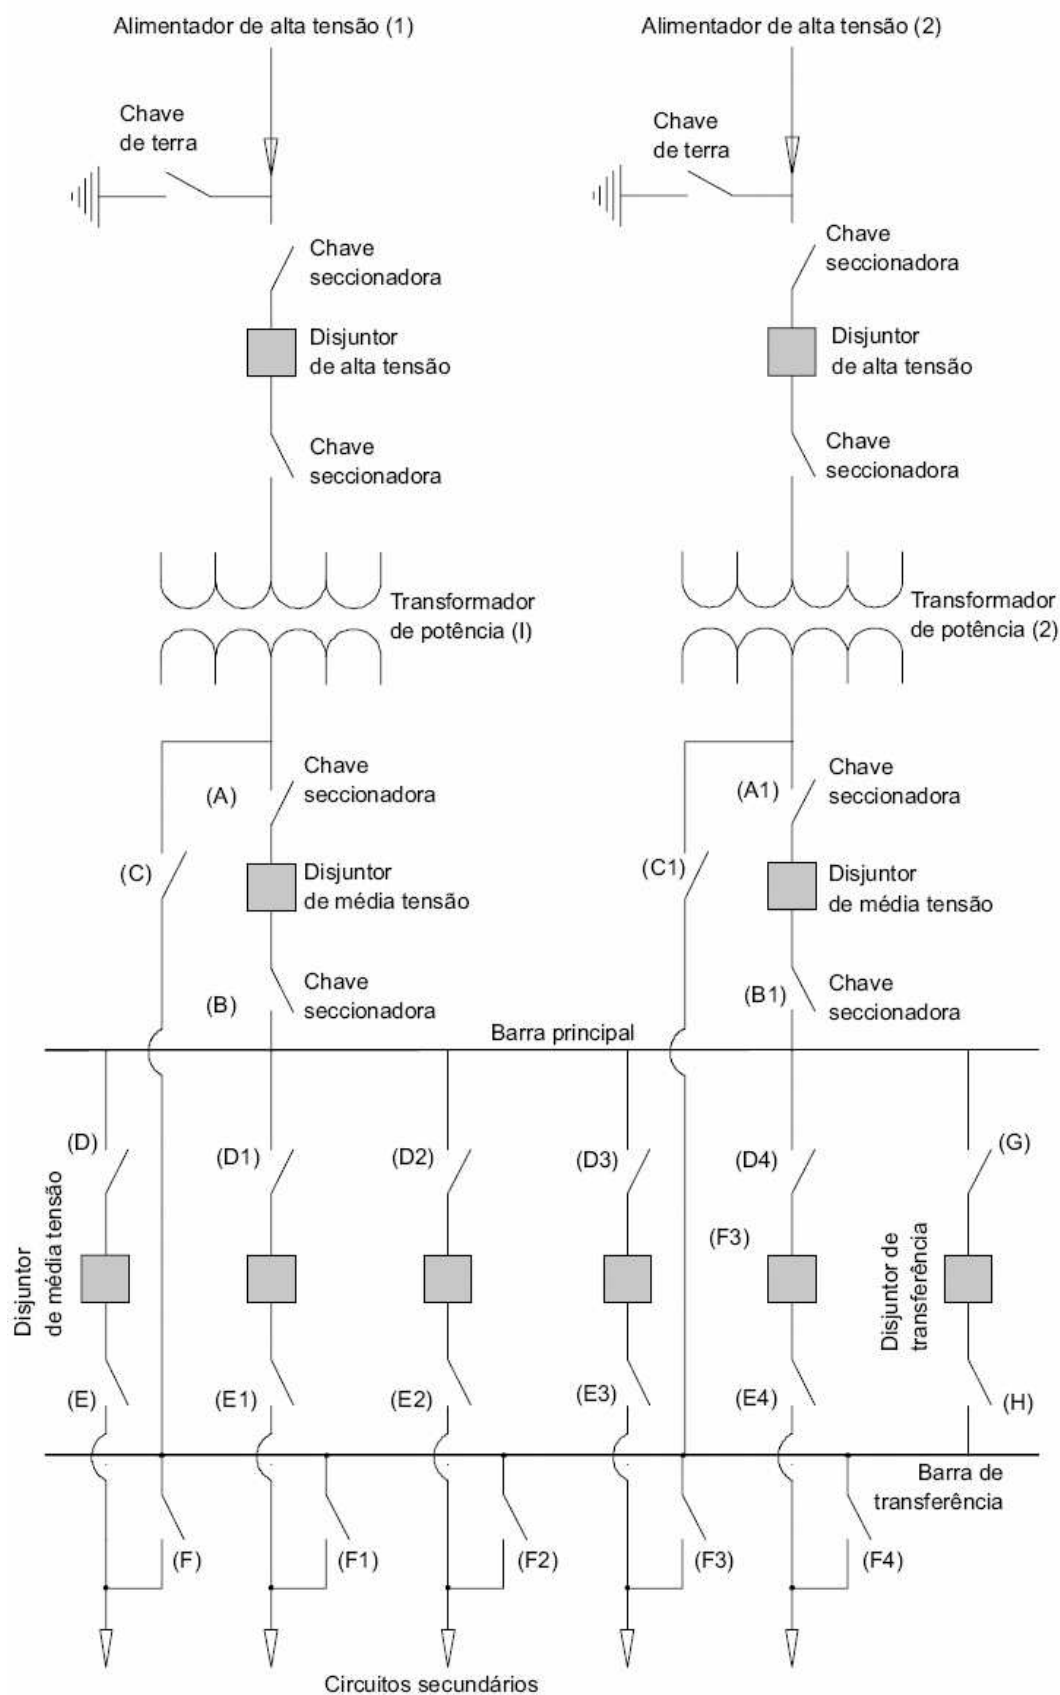 Alimentador de alta tensão (1)
Alimentador de alta tensão (2)
Chave
de terra
Chave
de terra
Chave
seccionadora
Chave
seccionadora
Disjuntor
de alta tensão
Disjuntor
de alta tensão
Chave
seccionadora
Chave
seccionadora
Transformador
de potência (I)
Transformador
de potência (2)
(A)
Chave
seccionadora
(A1)
Chave
seccionadora
(C)
Disjuntor
de média tensão
(C1)
Disjuntor
de média tensão
(B)
Chave
seccionadora
(B1)
Chave
seccionadora
Barra principal
(D)
(D1)
(D2)
(D3)
(D4)
(G)
Disjuntor
de média tensão
(F3)
Disjuntor de
transferência
(E)
(E1)
(E2)
(E3)
(E4)
(H)
Barra de
transferência
(F)
(F1)
(F2)
(F3)
(F4)
Circuitos secundários